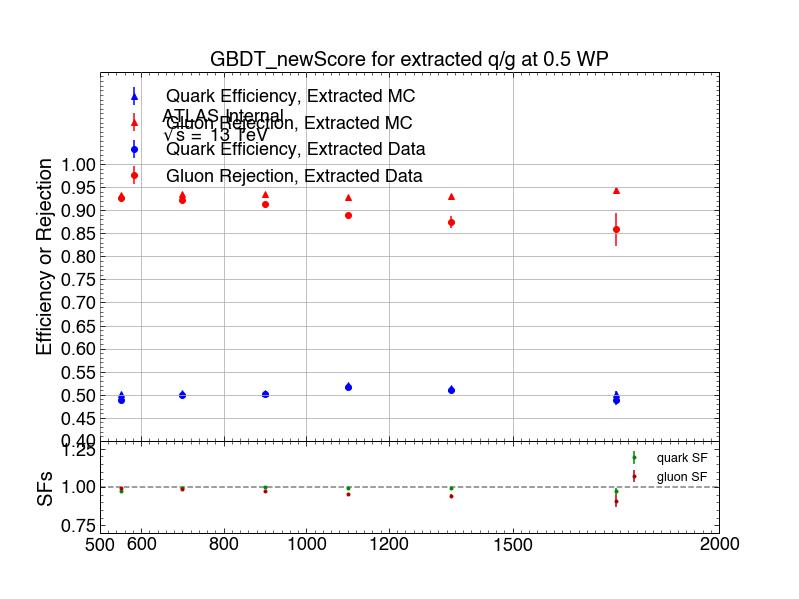 GBDT_newScore for extracted q/g at 0.5 WP
Quark Efficiency, Extracted MC
ATLAS Internal
Gluon Rejection, Extracted MC
√s = 13 TeV
Quark Efficiency, Extracted Data
Gluon Rejection, Extracted Data
Efficiency or Rejection
1.00
0.95
0.90
0.85
0.80
0.75
0.70
0.65
0.60
0.55
0.50
0.45
0.40
SFs
1.25
1.00
0.75
quark SF
gluon SF
500 600 800 1000 1200 1500 2000